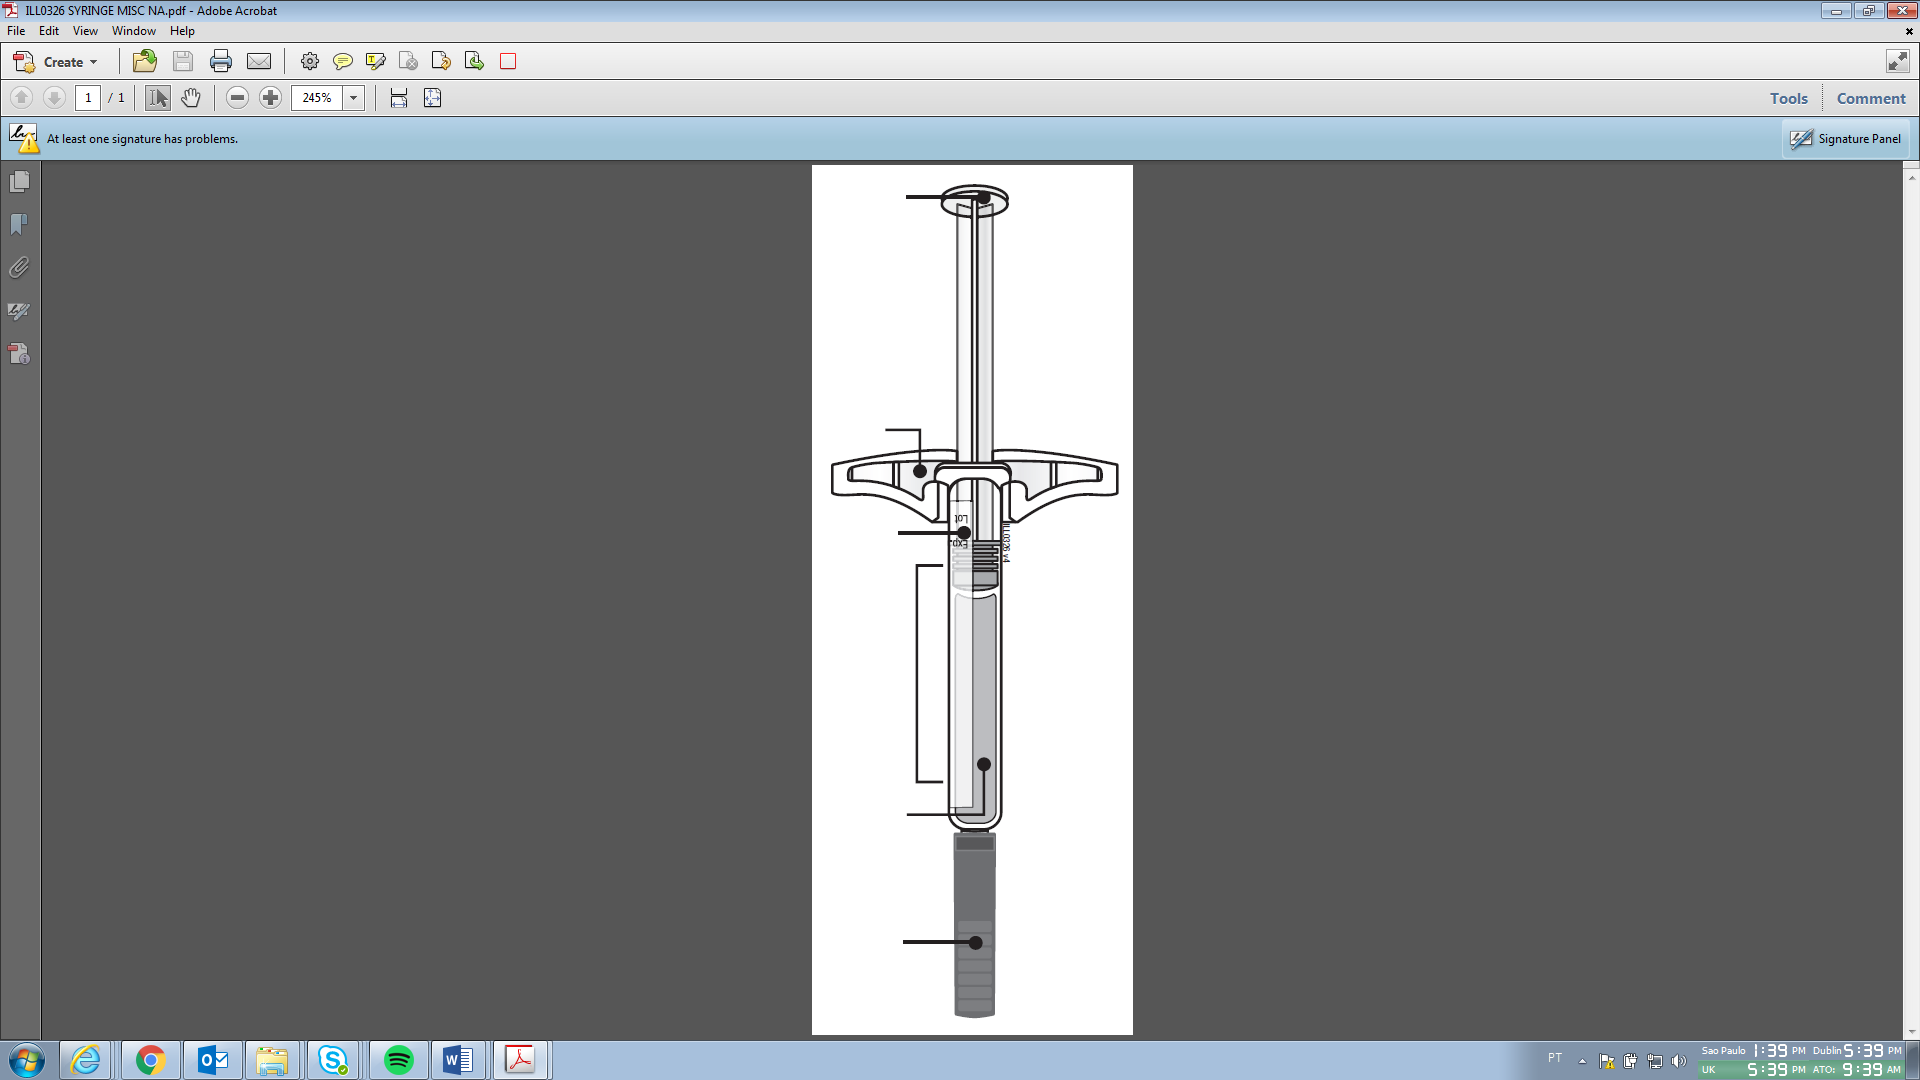 ILL0326 SYRINGE MISC NA.pdf - Adobe Acrobat
File Edit View Window Help
Create
1 / 1
245%
Tools
Comment
At least one signature has problems.
Signature Panel
Lot
Exp.
ILL0326 v4
PT
Sao Paulo 1:39 PM Dublin 5:39 PM
UK 5:39 PM ATO: 9:39 AM